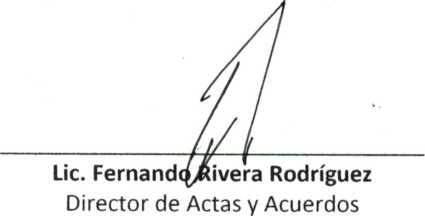 Lic. Fernando Rivera Rodríguez
Director de Actas y Acuerdos